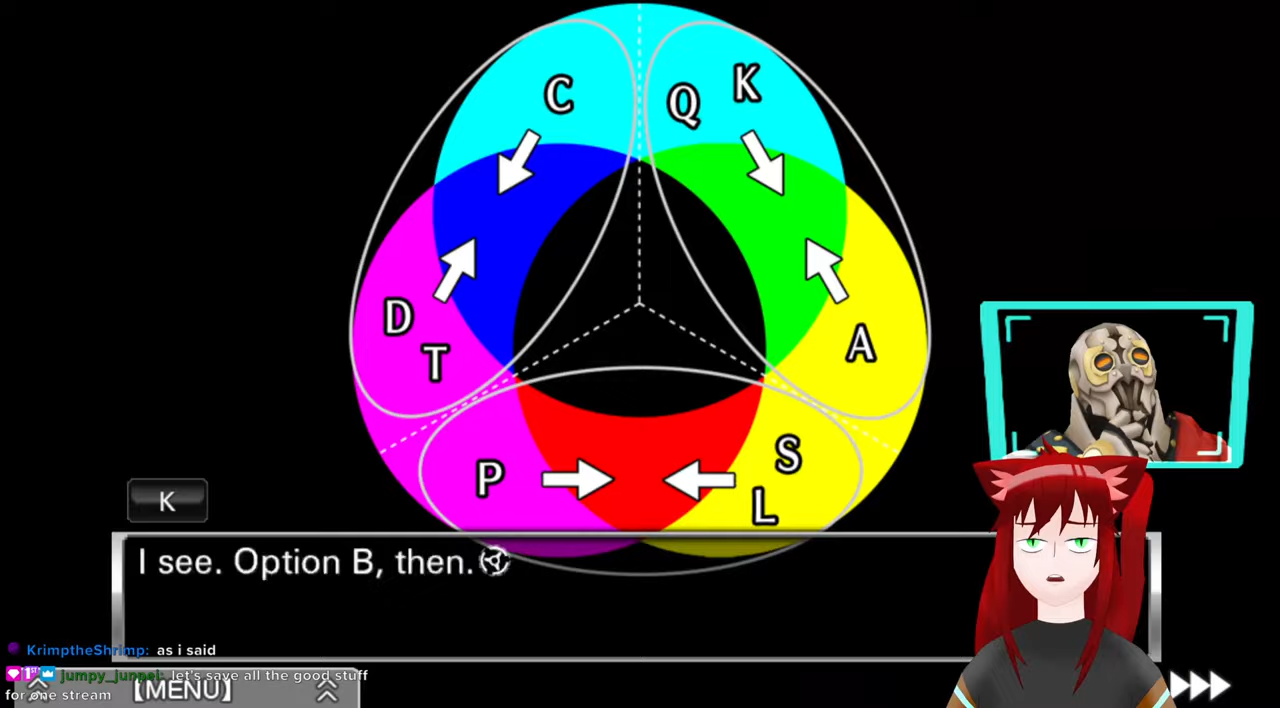 C
Q K
D
T
A
P
S
L
K
I see. Option B, then.
KrimptheShrimp: as i said
jumpy_junpei: let's save all the good stuff
for one stream
【MENU】